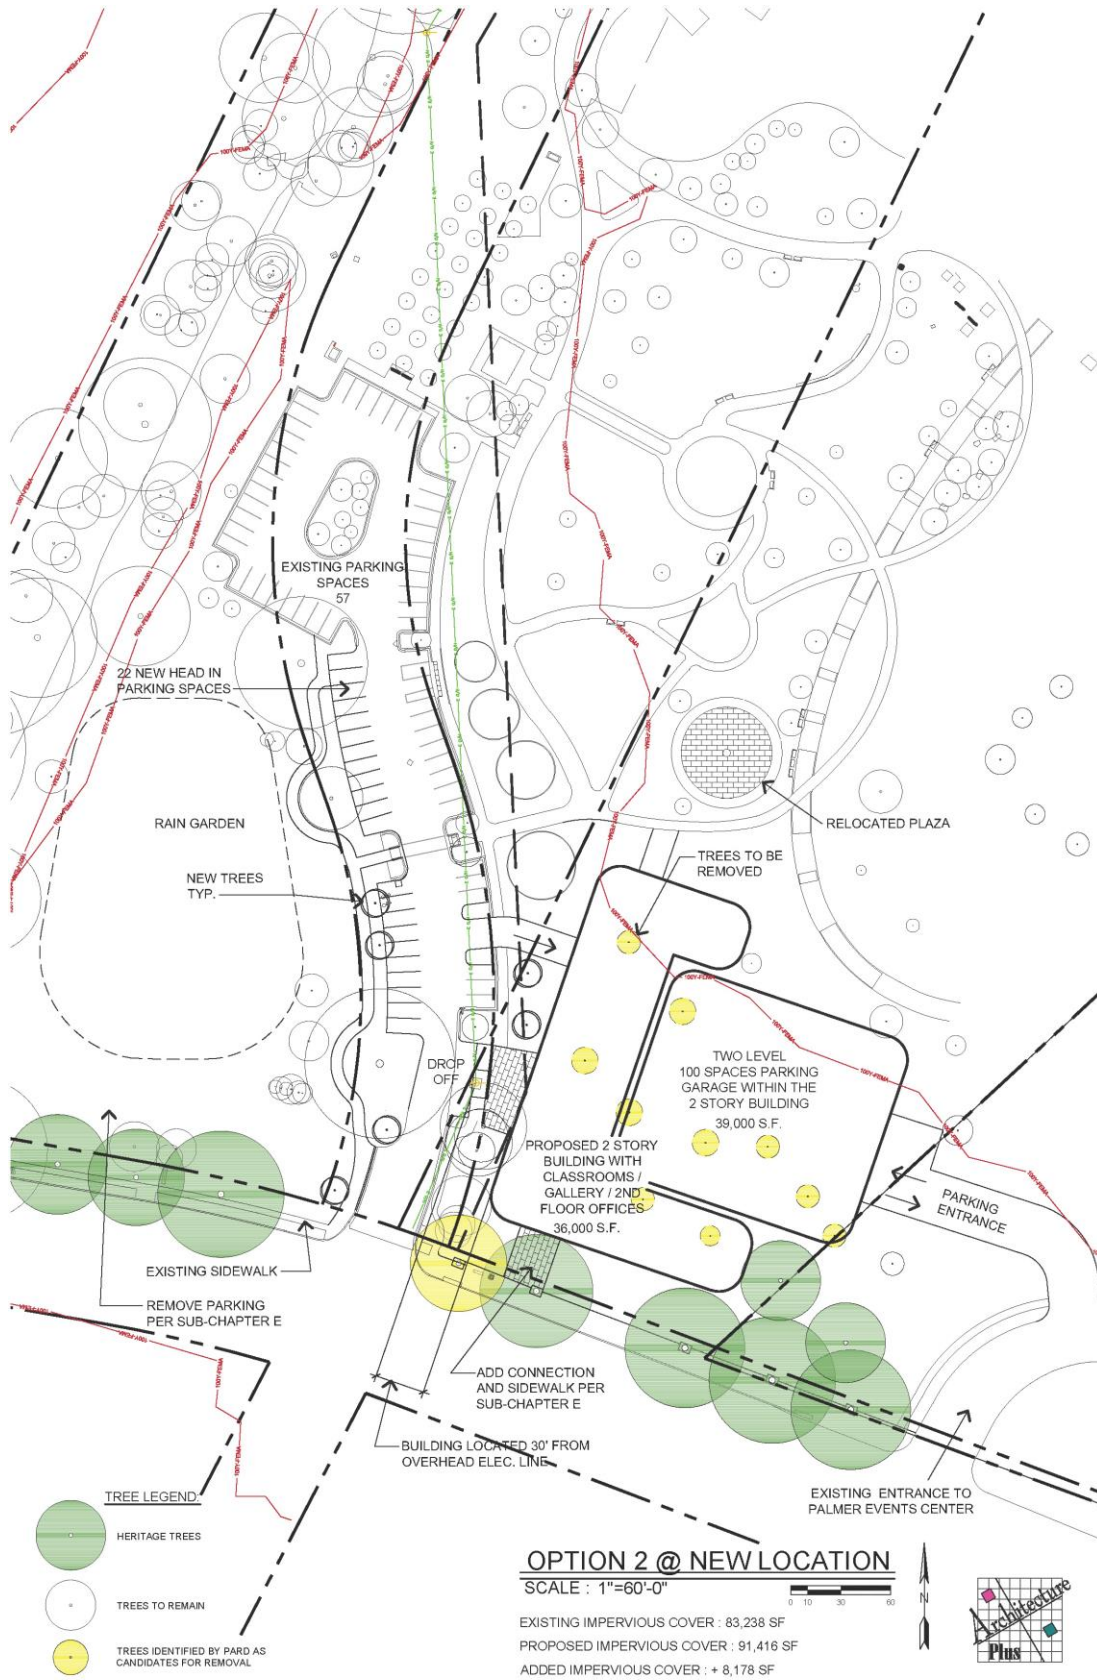 EXISTING PARKING
SPACES
57
22 NEW HEAD IN
PARKING SPACES
RAIN GARDEN
NEW TREES
TYP.
RELOCATED PLAZA
TREES TO BE
REMOVED
DROP
OFF
TWO LEVEL
100 SPACES PARKING
GARAGE WITHIN THE
2 STORY BUILDING
39,000 S.F.
PROPOSED 2 STORY
BUILDING WITH
CLASSROOMS /
GALLERY / 2ND
FLOOR OFFICES
36,000 S.F.
PARKING
ENTRANCE
EXISTING SIDEWALK
REMOVE PARKING
PER SUB-CHAPTER E
ADD CONNECTION
AND SIDEWALK PER
SUB-CHAPTER E
BUILDING LOCATED 30' FROM
OVERHEAD ELEC. LINE
EXISTING ENTRANCE TO
PALMER EVENTS CENTER
100Y-FEMA
TREE LEGEND:
HERITAGE TREES
TREES TO REMAIN
TREES IDENTIFIED BY PARD AS
CANDIDATES FOR REMOVAL
OPTION 2 @ NEW LOCATION
SCALE : 1"=60'-0"
0 10 30 60
EXISTING IMPERVIOUS COVER : 83,238 SF
PROPOSED IMPERVIOUS COVER : 91,416 SF
ADDED IMPERVIOUS COVER : + 8,178 SF
N
Architecture
Plus